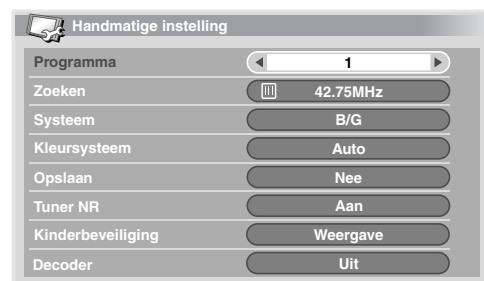 Handmatige instelling
Programma 1
Zoeken 42.75MHz
Systeem B/G
Kleursysteem Auto
Opslaan Nee
Tuner NR Aan
Kinderbeveiliging Weergave
Decoder Uit